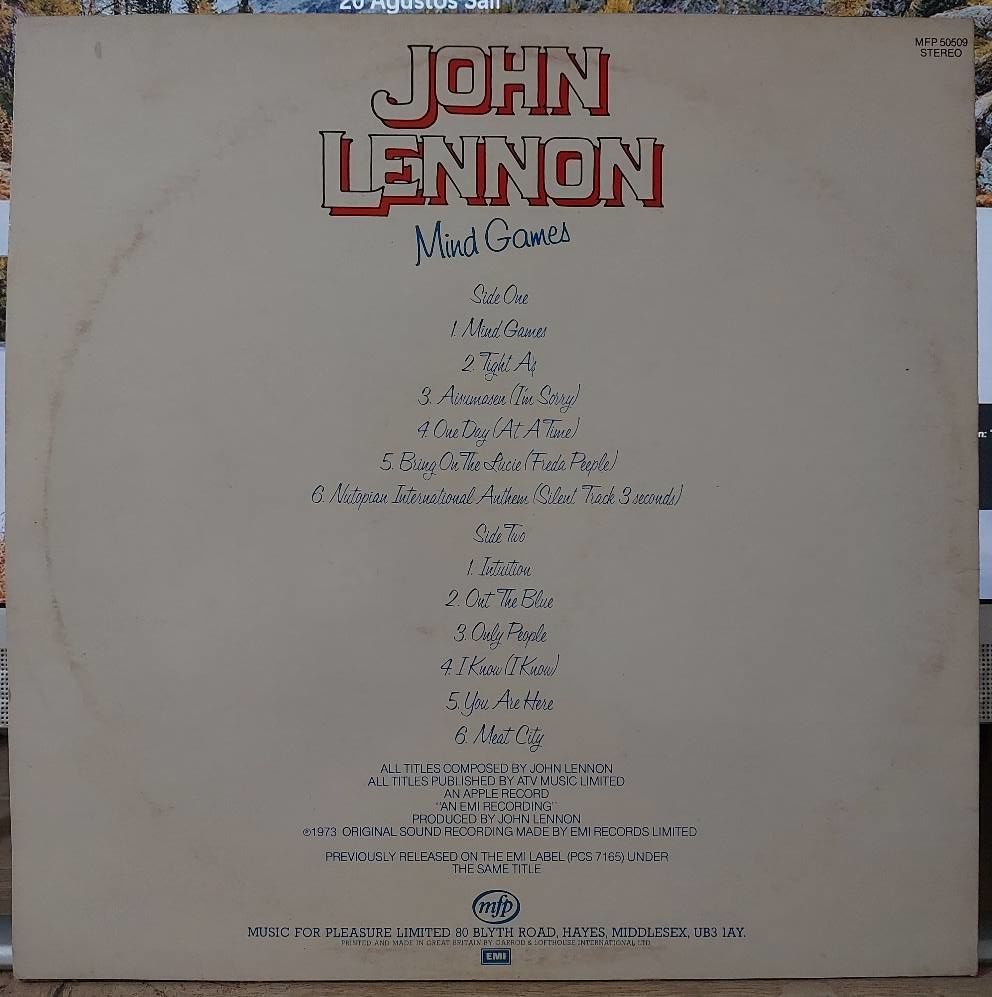 20 Ağustos Salı
MFP 50509
STEREO
JOHN
LENNON
Mind Games
Side One
1. Mind Games
2. Tight A$
3. Aisumasen (I'm Sorry)
4. One Day (At A Time)
5. Bring On The Lucie (Freda Peeple)
6. Nutopian International Anthem (Silent Track 3 seconds)
Side Two
1. Intuition
2. Out The Blue
3. Only People
4. I Know (I Know)
5. You Are Here
6. Meat City
ALL TITLES COMPOSED BY JOHN LENNON
ALL TITLES PUBLISHED BY ATV MUSIC LIMITED
AN APPLE RECORD
"AN EMI RECORDING"
PRODUCED BY JOHN LENNON
℗1973 ORIGINAL SOUND RECORDING MADE BY EMI RECORDS LIMITED
PREVIOUSLY RELEASED ON THE EMI LABEL (PCS 7165) UNDER
THE SAME TITLE
mfp
MUSIC FOR PLEASURE LIMITED 80 BLYTH ROAD, HAYES, MIDDLESEX, UB3 1AY.
PRINTED AND MADE IN GREAT BRITAIN BY GARROD & LOFTHOUSE INTERNATIONAL LTD
EMI